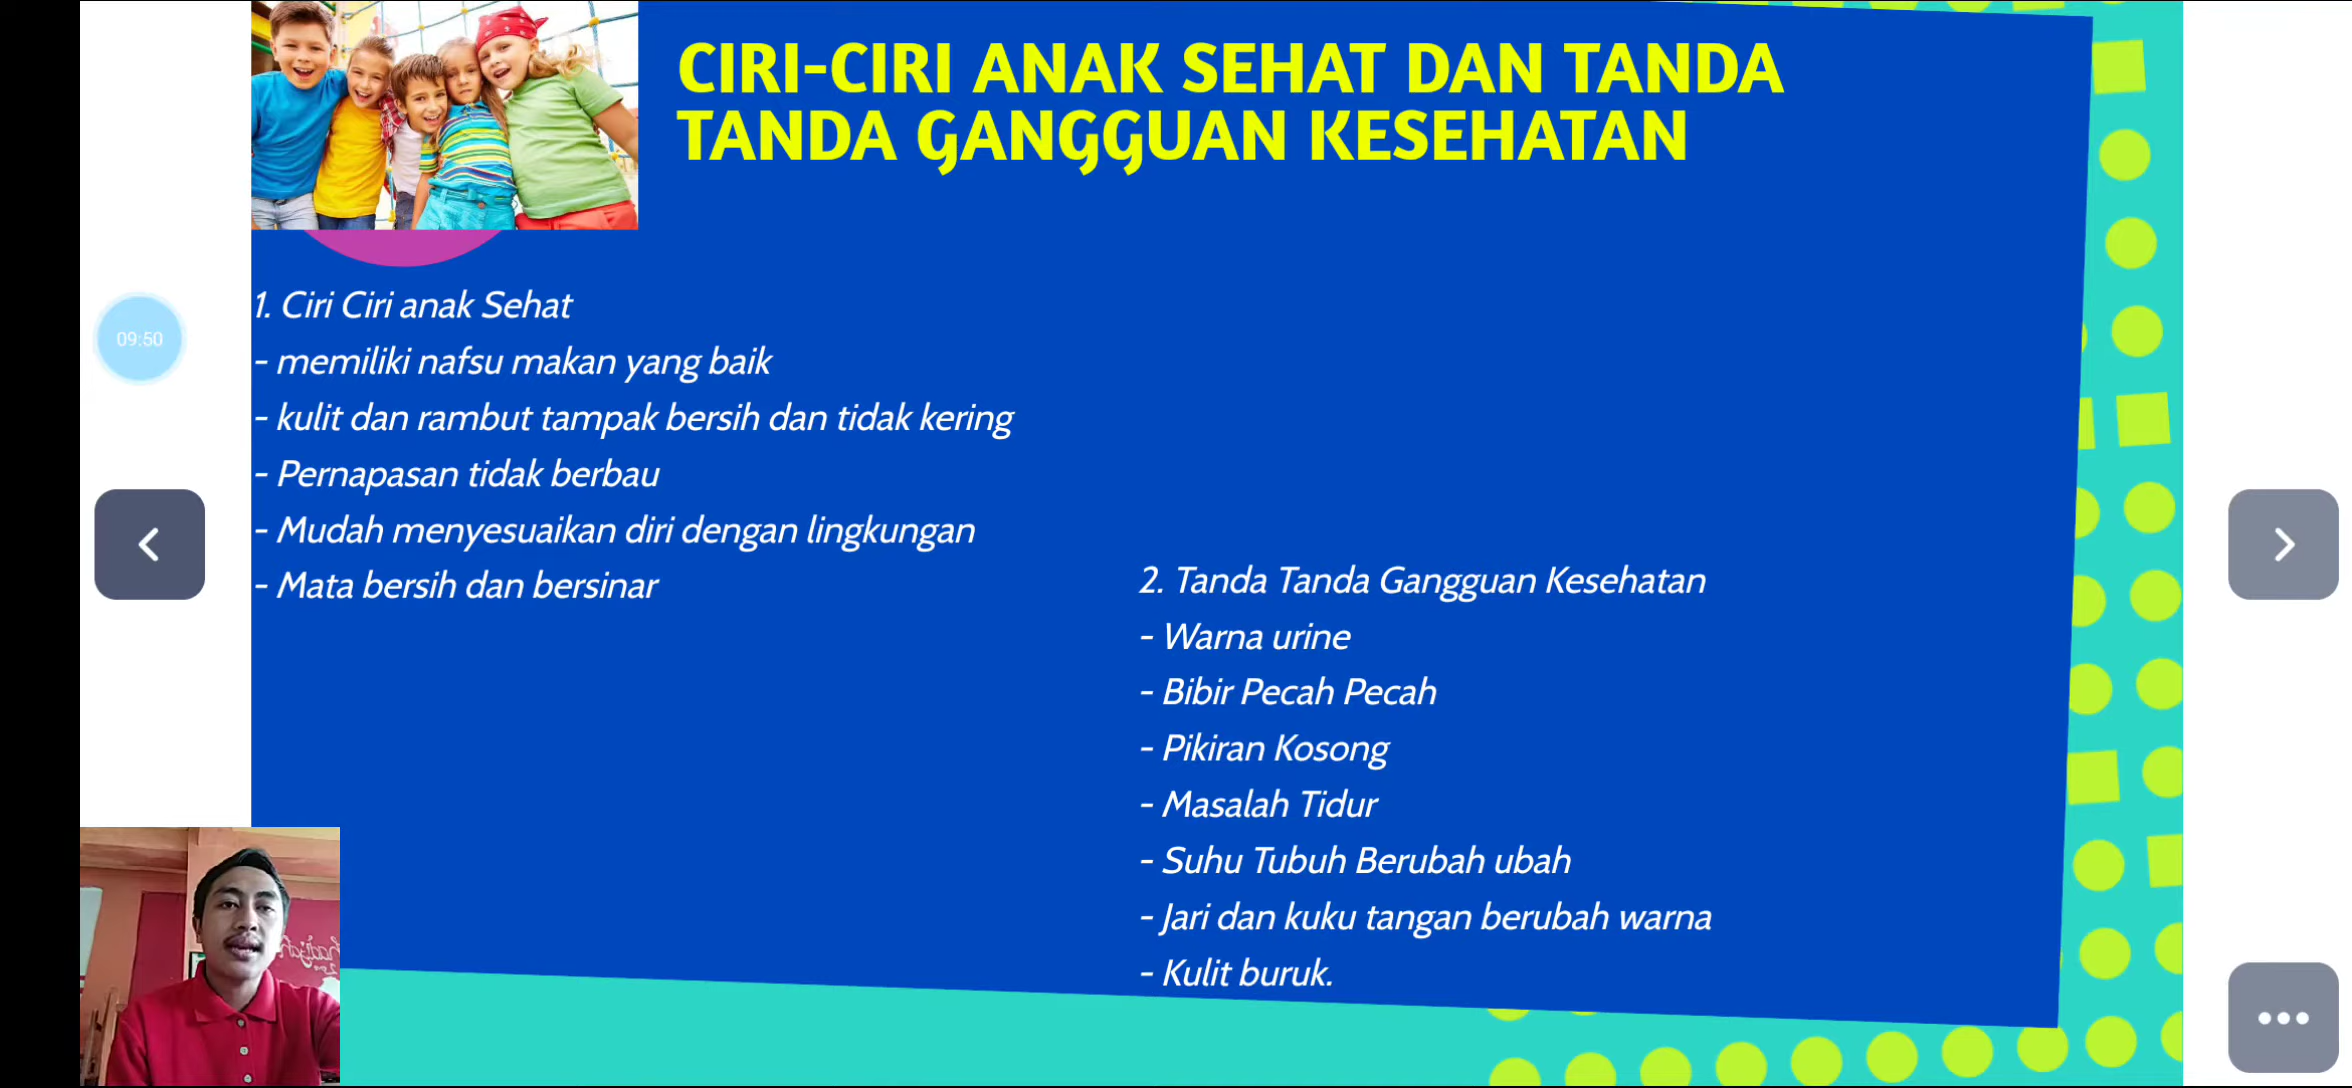 CIRI-CIRI ANAK SEHAT DAN TANDA
TANDA GANGGUAN KESEHATAN
1. Ciri Ciri anak Sehat
- memiliki nafsu makan yang baik
- kulit dan rambut tampak bersih dan tidak kering
- Pernapasan tidak berbau
- Mudah menyesuaikan diri dengan lingkungan
- Mata bersih dan bersinar
2. Tanda Tanda Gangguan Kesehatan
- Warna urine
- Bibir Pecah Pecah
- Pikiran Kosong
- Masalah Tidur
- Suhu Tubuh Berubah ubah
- Jari dan kuku tangan berubah warna
- Kulit buruk.
09:50